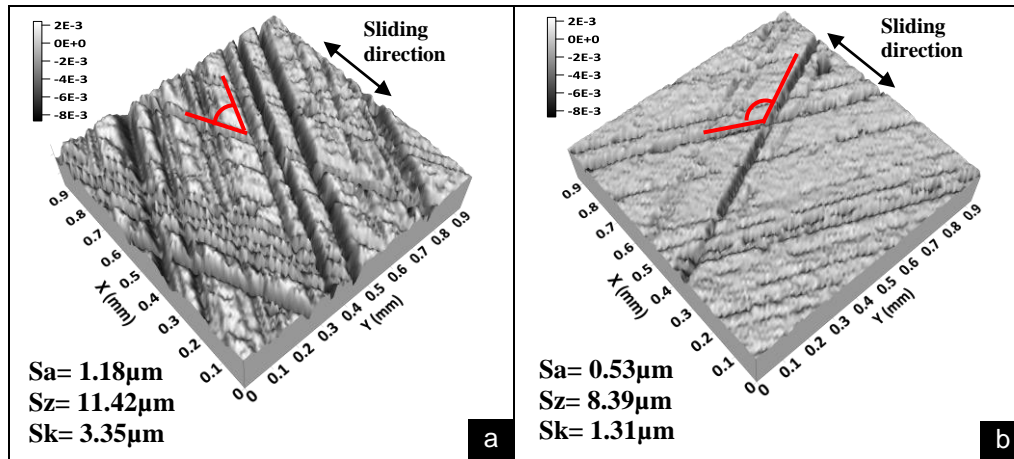 2E-3
0E+0
-2E-3
-4E-3
-6E-3
-8E-3
Sliding
direction
0.9
0.8
0.7
0.6
0.5
0.4
0.3
0.2
0.1
0
X (mm)
0
0.1
0.2
0.3
0.4
0.5
0.6
0.7
0.8
0.9
Y (mm)
Sa= 1.18µm
Sz= 11.42µm
Sk= 3.35µm
a
2E-3
0E+0
-2E-3
-4E-3
-6E-3
-8E-3
Sliding
direction
0.9
0.8
0.7
0.6
0.5
0.4
0.3
0.2
0.1
0
X (mm)
0
0.1
0.2
0.3
0.4
0.5
0.6
0.7
0.8
0.9
Y (mm)
Sa= 0.53µm
Sz= 8.39µm
Sk= 1.31µm
b